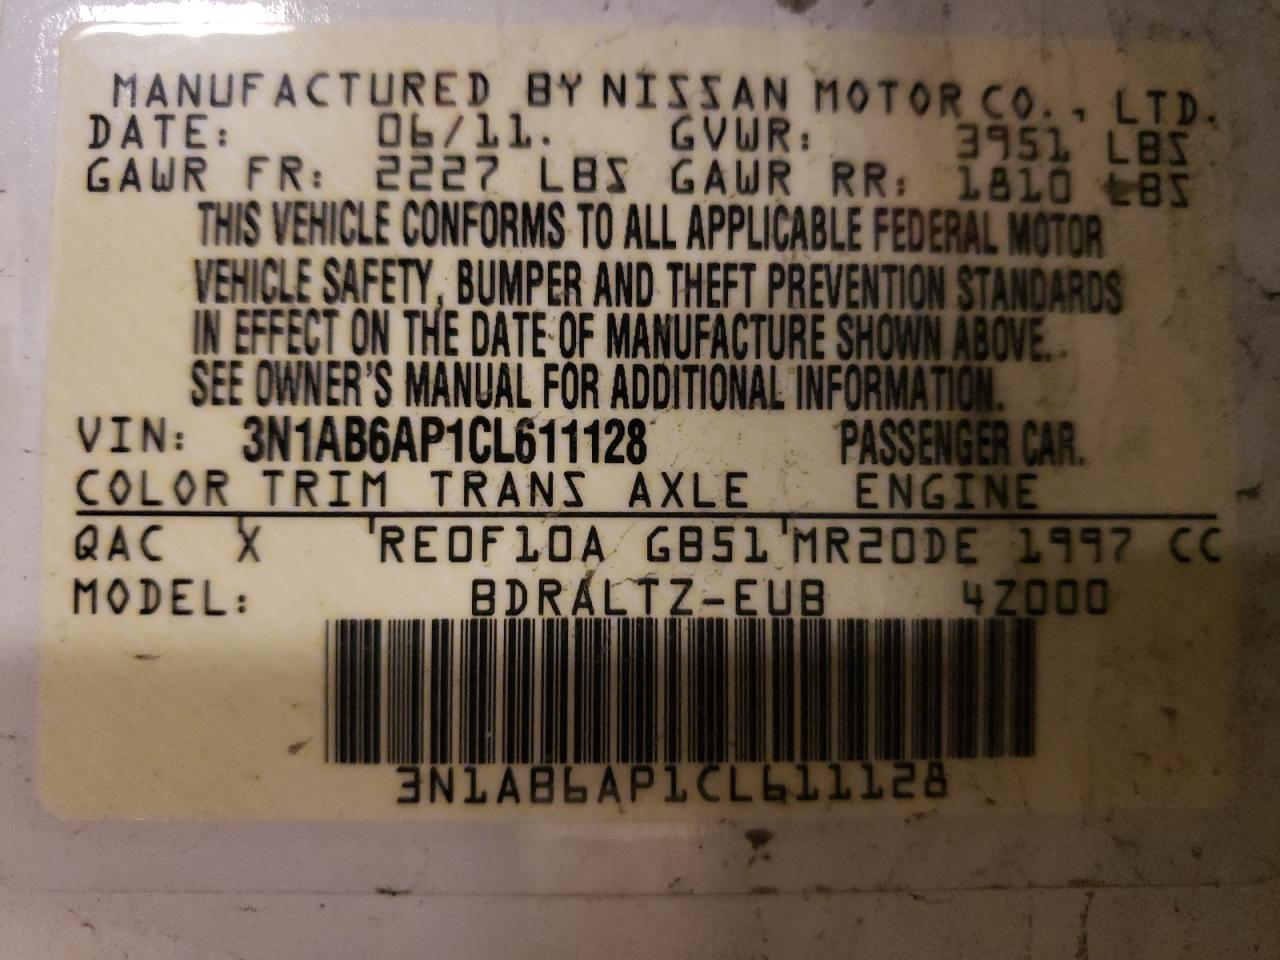 MANUFACTURED BY NISSAN MOTOR CO., LTD.
DATE: 06/11. GVWR: 3951 LBS
GAWR FR: 2227 LBS GAWR RR: 1810 LBS
THIS VEHICLE CONFORMS TO ALL APPLICABLE FEDERAL MOTOR
VEHICLE SAFETY, BUMPER AND THEFT PREVENTION STANDARDS
IN EFFECT ON THE DATE OF MANUFACTURE SHOWN ABOVE.
SEE OWNER'S MANUAL FOR ADDITIONAL INFORMATION.
VIN: 3N1AB6AP1CL611128 PASSENGER CAR.
COLOR TRIM TRANS AXLE ENGINE
QAC X RE0F10A GB51 MR20DE 1997 CC
MODEL: BDRALTZ-EUB 4Z000
3N1AB6AP1CL611128